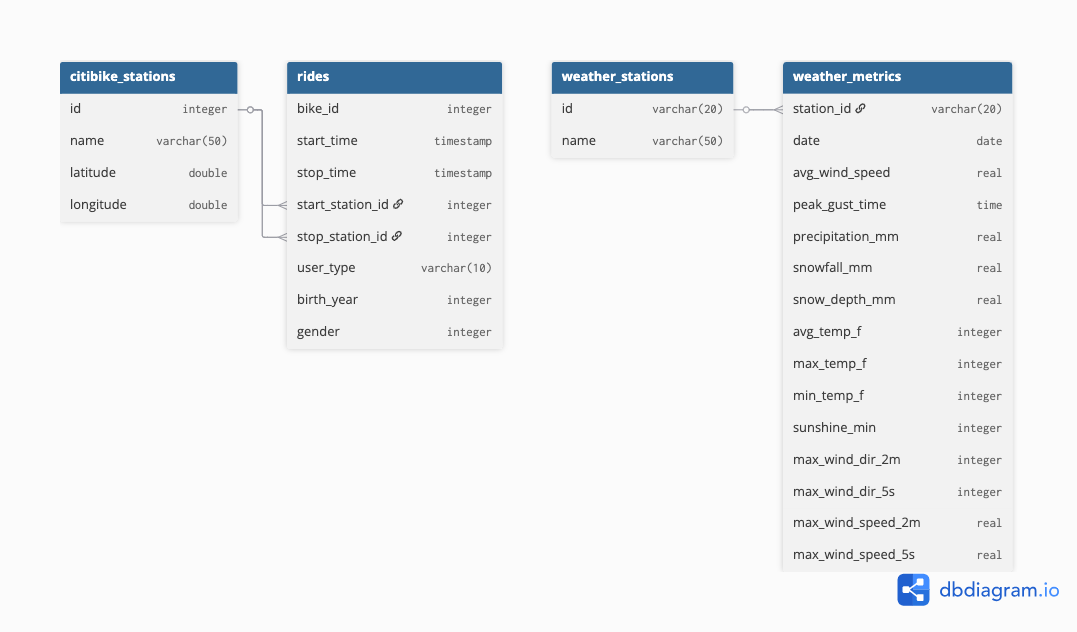 citibike_stations
id integer
name varchar(50)
latitude double
longitude double
rides
bike_id integer
start_time timestamp
stop_time timestamp
start_station_id integer
stop_station_id integer
user_type varchar(10)
birth_year integer
gender integer
weather_stations
id varchar(20)
name varchar(50)
weather_metrics
station_id varchar(20)
date date
avg_wind_speed real
peak_gust_time time
precipitation_mm real
snowfall_mm real
snow_depth_mm real
avg_temp_f integer
max_temp_f integer
min_temp_f integer
sunshine_min integer
max_wind_dir_2m integer
max_wind_dir_5s integer
max_wind_speed_2m real
max_wind_speed_5s real
dbdiagram.io